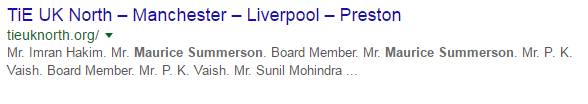 TiE UK North – Manchester – Liverpool – Preston
tieuknorth.org/
Mr. Imran Hakim. Mr. Maurice Summerson. Board Member. Mr. Maurice Summerson. Mr. P. K.
Vaish. Board Member. Mr. P. K. Vaish. Mr. Sunil Mohindra ...